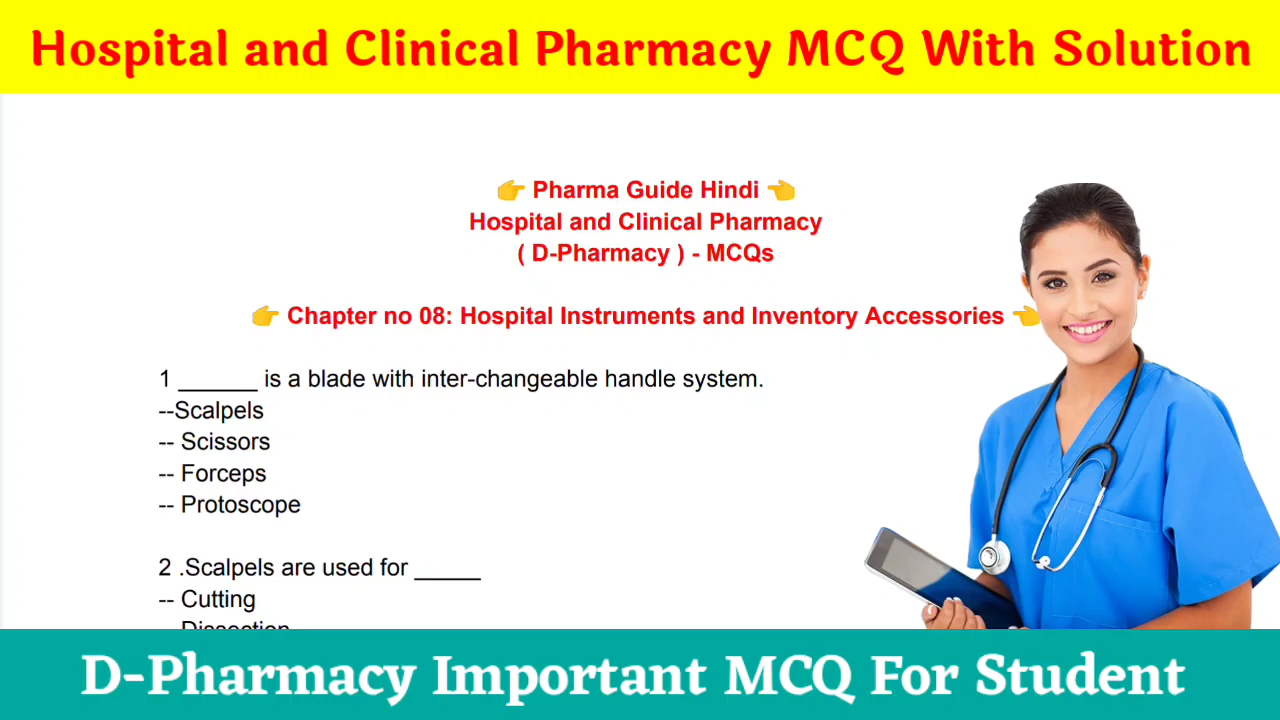 Hospital and Clinical Pharmacy MCQ With Solution
👉 Pharma Guide Hindi 👈
Hospital and Clinical Pharmacy
( D-Pharmacy ) - MCQs
👉 Chapter no 08: Hospital Instruments and Inventory Accessories 👈
1 ______ is a blade with inter-changeable handle system.
--Scalpels
-- Scissors
-- Forceps
-- Protoscope
2 .Scalpels are used for _____
-- Cutting
-- Dissection
D-Pharmacy Important MCQ For Student